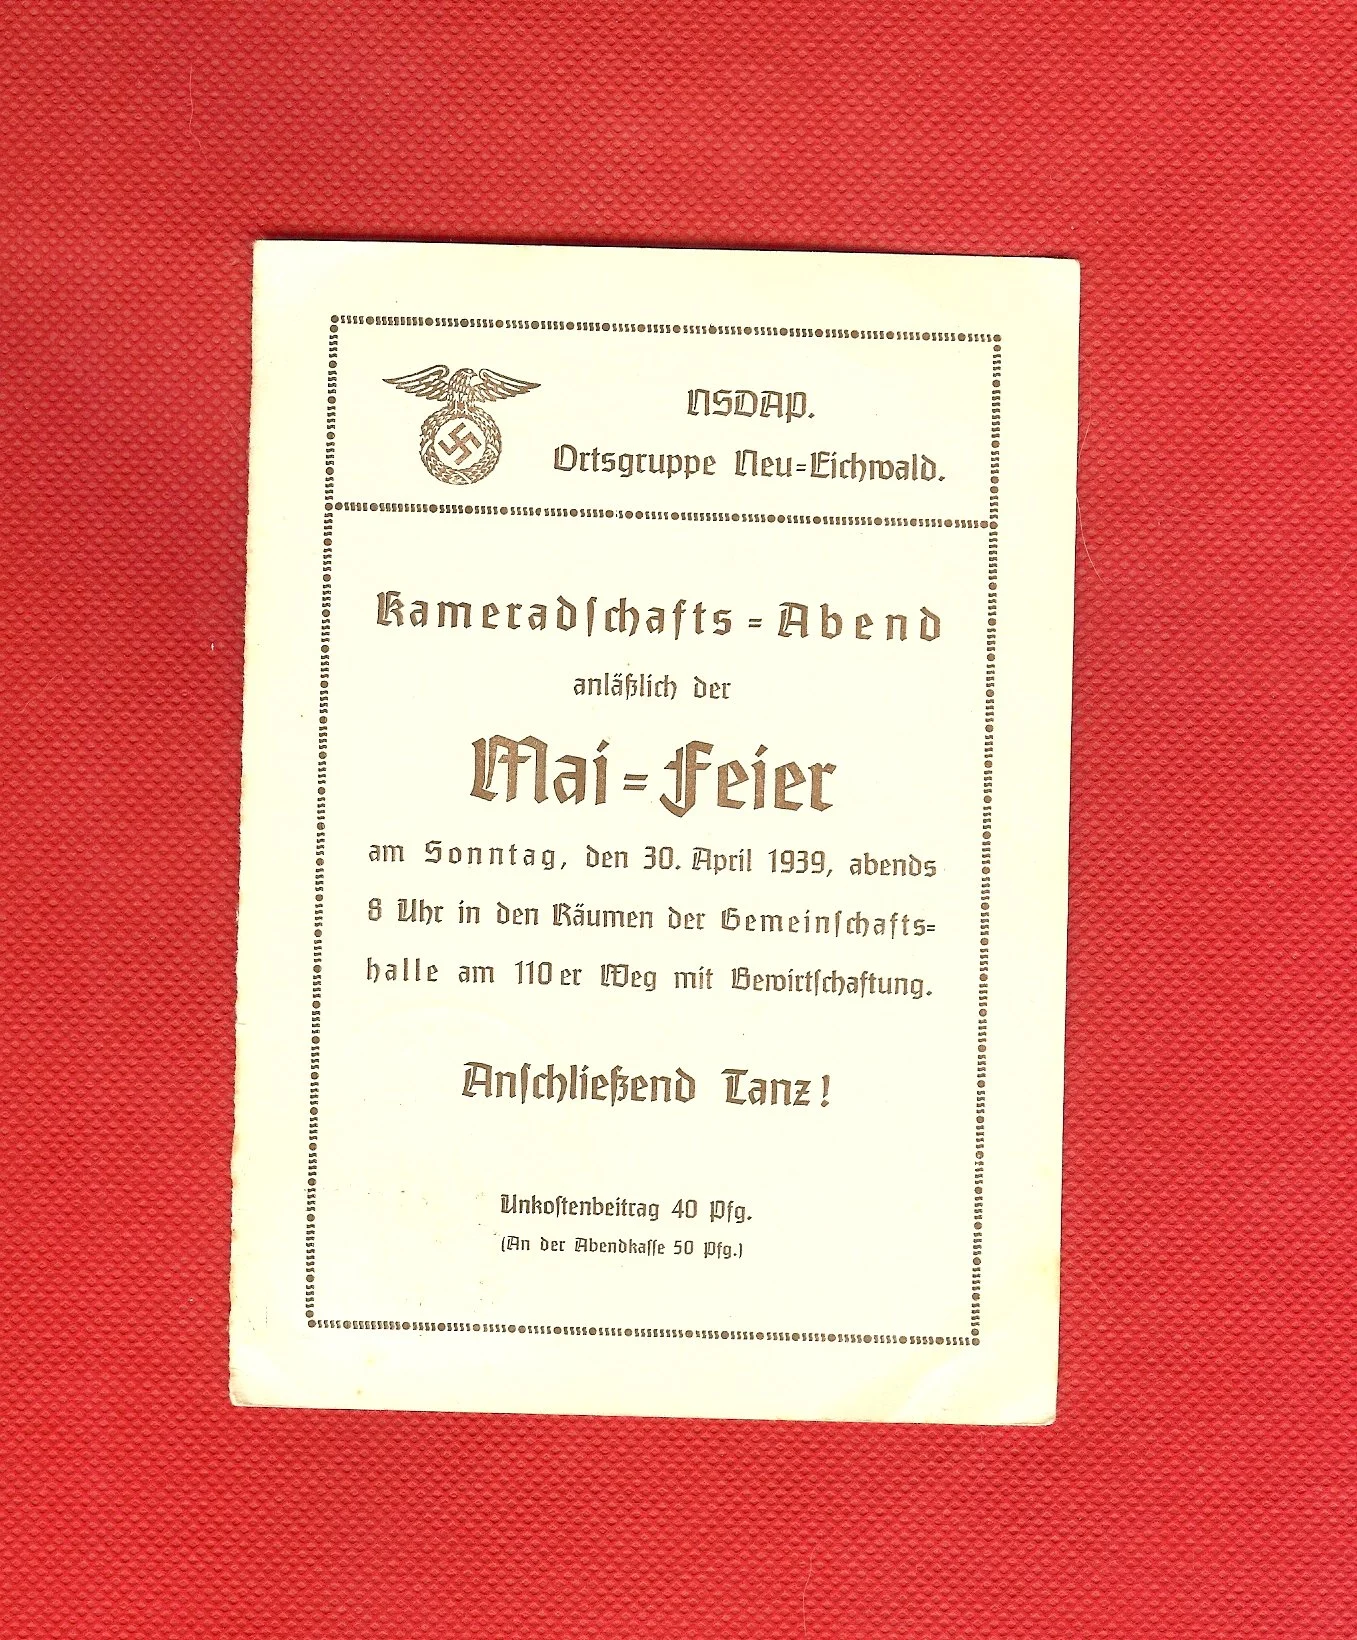 NSDAP.
Ortsgruppe Neu=Eichwald.
Kameradſchafts=Abend
anläßlich der
Mai=Feier
am Sonntag, den 30. April 1939, abends
8 Uhr in den Räumen der Gemeinſchafts=
halle am 110er Weg mit Bewirtſchaftung.
Anſchließend Tanz!
Unkoſtenbeitrag 40 Pfg.
(An der Abendkaſſe 50 Pfg.)